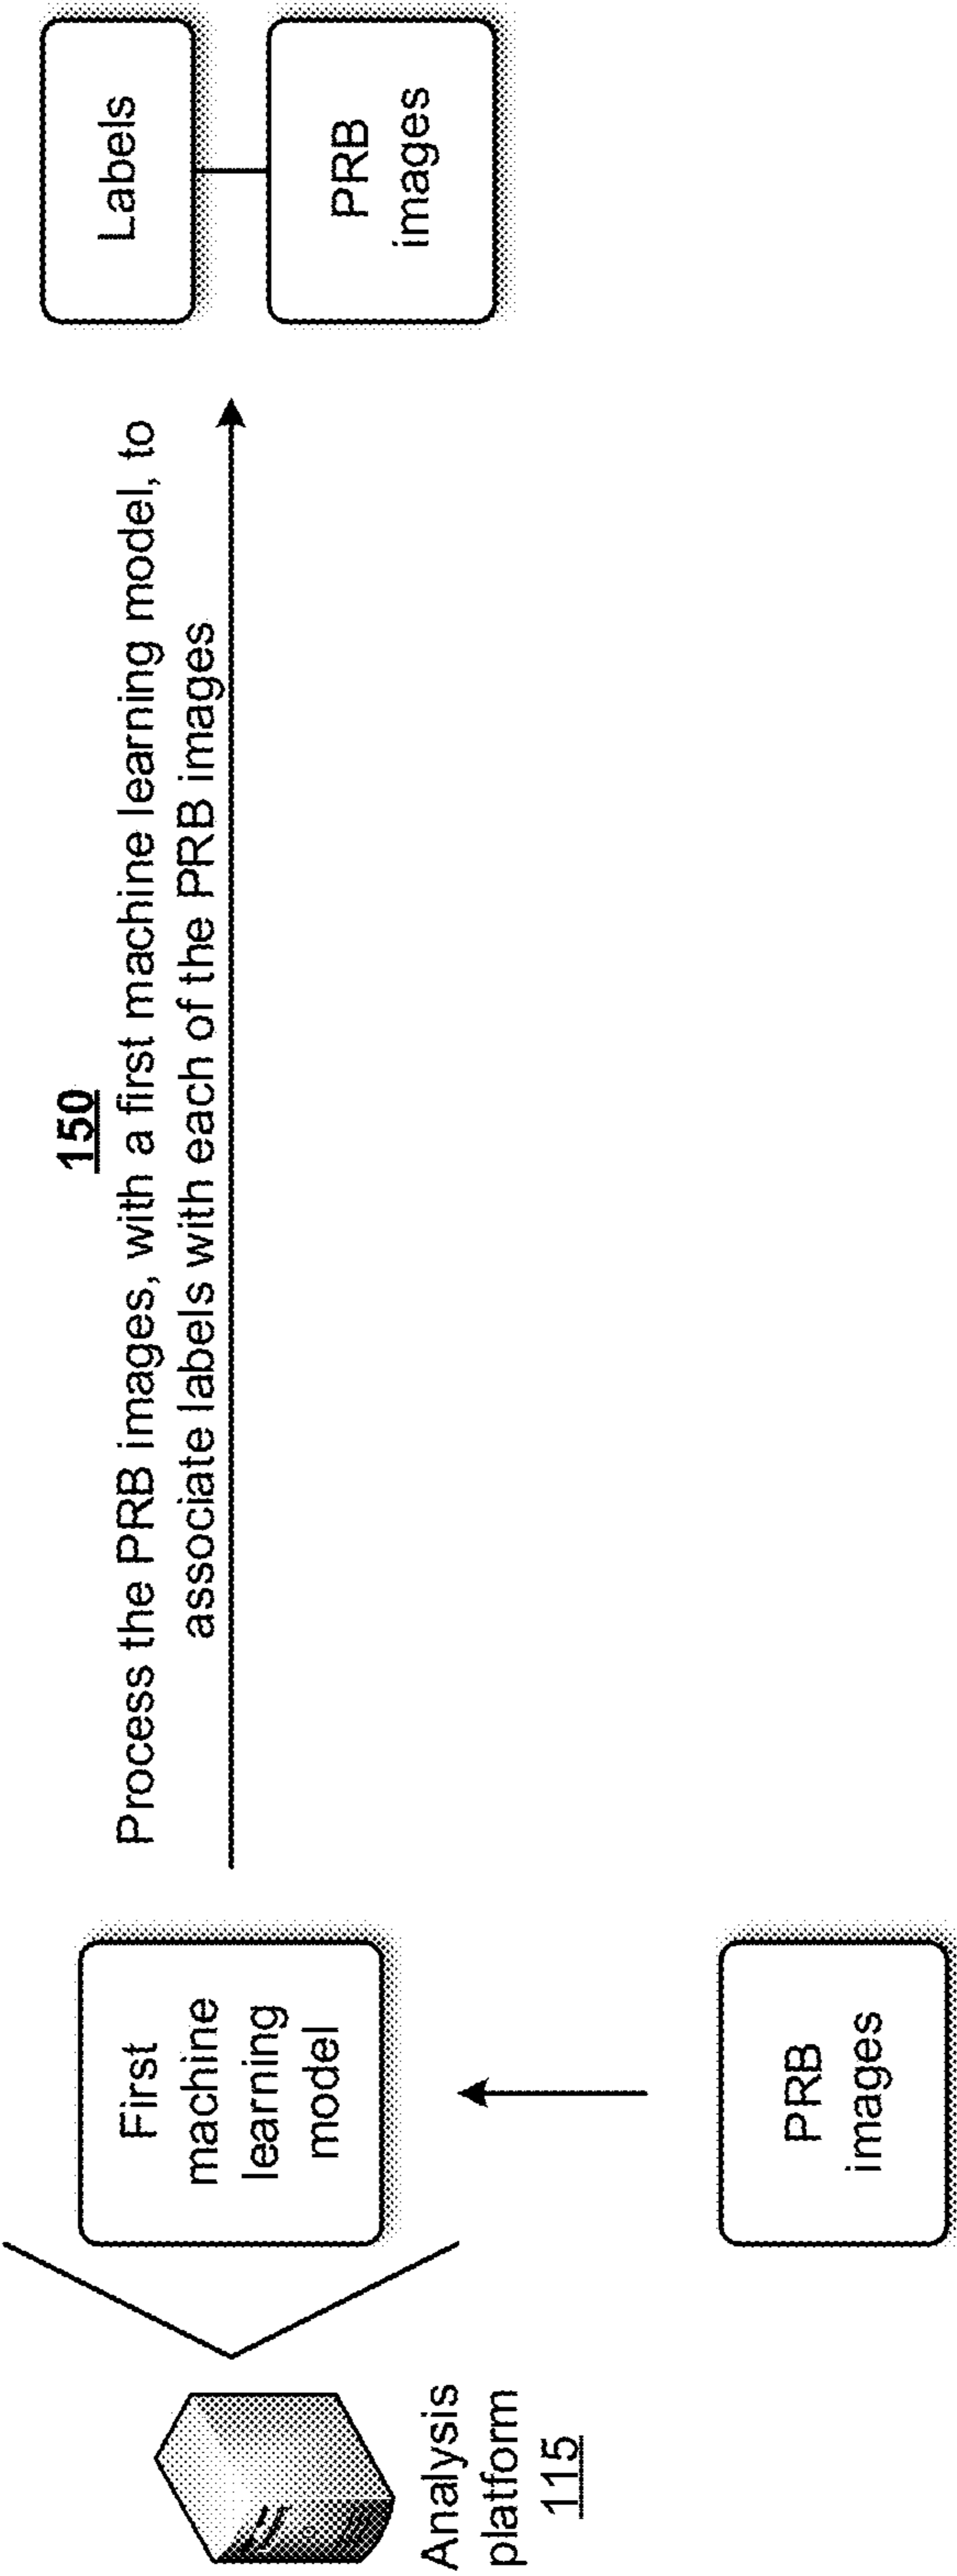 150
Process the PRB images, with a first machine learning model, to
associate labels with each of the PRB images
Analysis
platform
115
First
machine
learning
model
PRB
images
Labels
PRB
images